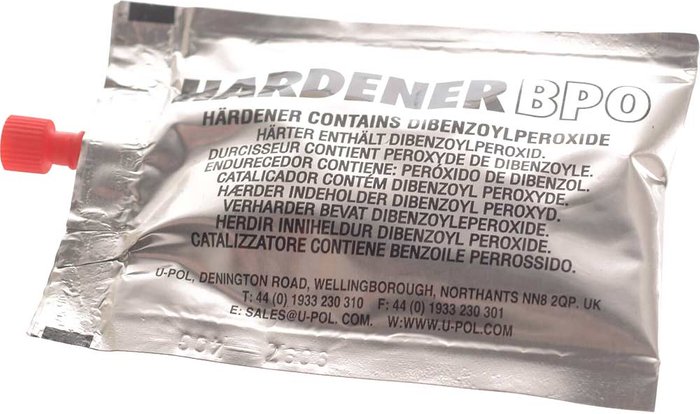 HARDENER BPO
HÄRDENER CONTAINS DIBENZOYLPEROXIDE
HÄRTER ENTHÄLT DIBENZOYLPEROXID.
DURCISSEUR CONTIENT PEROXYDE DE DIBENZOYLE.
ENDURECEDOR CONTIENE: PERÓXIDO DE DIBENZOL.
CATALICADOR CONTÉM DIBENZOYL PEROXYDE.
HÆRDER INDEHOLDER DIBENZOYL PEROXYD.
VERHARDER BEVAT DIBENZOYLEPEROXIDE.
HERDIR INNIHELDUR DIBENZOYL PEROXIDE.
CATALIZZATORE CONTIENE BENZOILE PERROSSIDO.
U-POL, DENINGTON ROAD, WELLINGBOROUGH, NORTHANTS NN8 2QP. UK
T: 44 (0) 1933 230 310 F: 44 (0) 1933 230 301
E: SALES@U-POL.COM. W:WWW.U-POL.COM